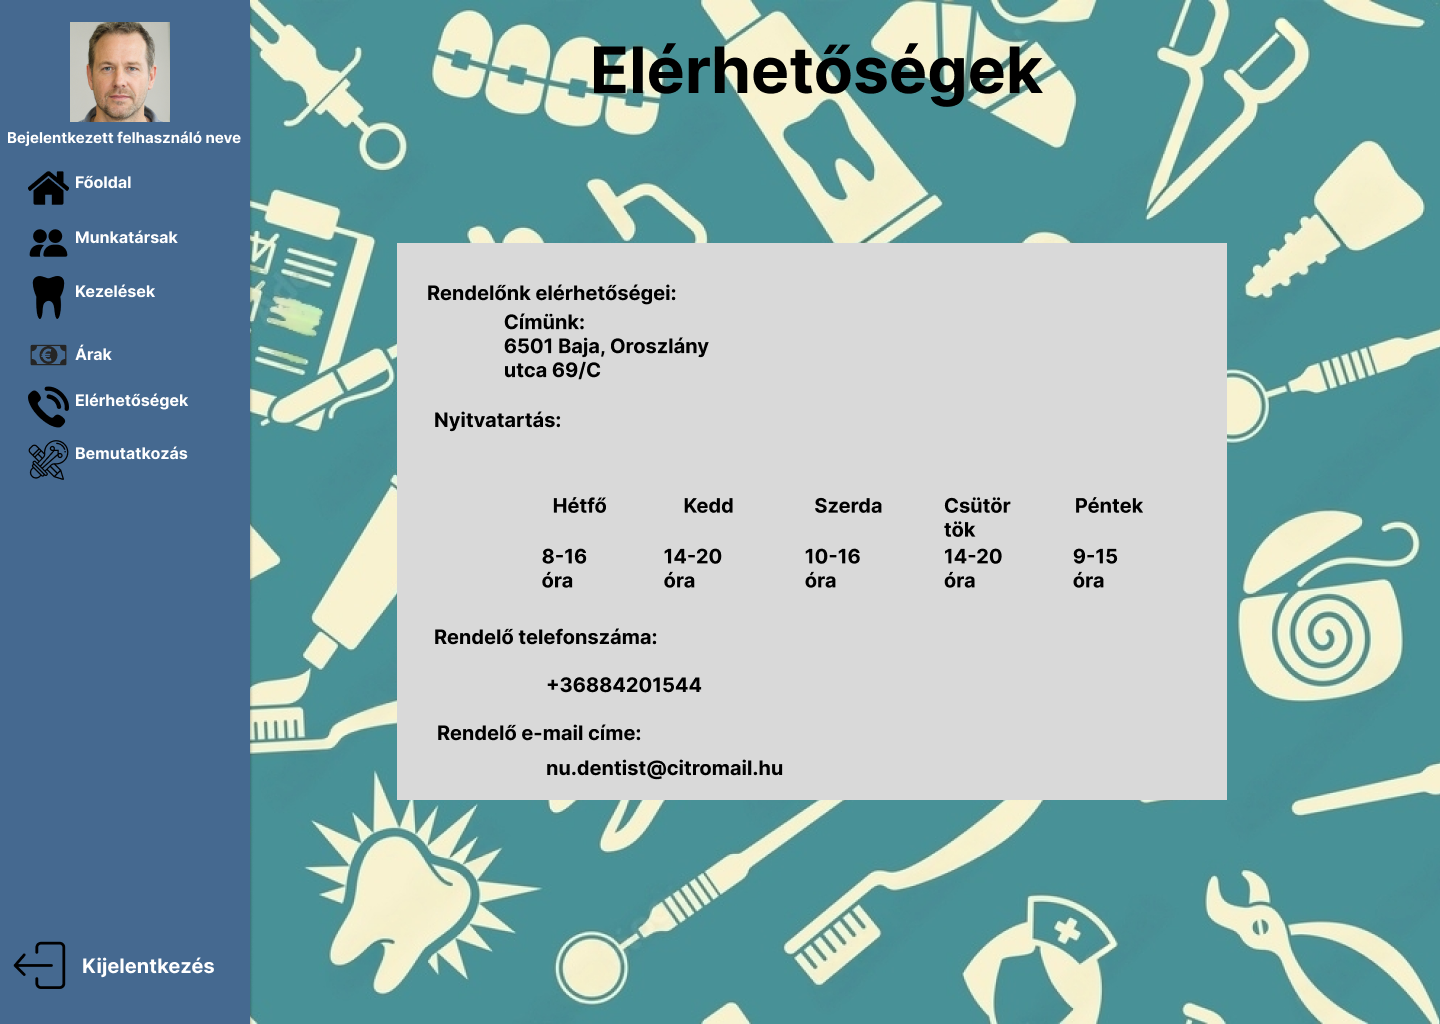 Elérhetőségek
Bejelentkezett felhasználó neve
Főoldal
Munkatársak
Kezelések
Árak
Elérhetőségek
Bemutatkozás
Kijelentkezés
Rendelőnk elérhetőségei:
Címünk:
6501 Baja, Oroszlány
utca 69/C
Nyitvatartás:
Hétfő Kedd Szerda Csütör Péntek
tök
8-16 14-20 10-16 14-20 9-15
óra óra óra óra óra
Rendelő telefonszáma:
+36884201544
Rendelő e-mail címe:
nu.dentist@citromail.hu